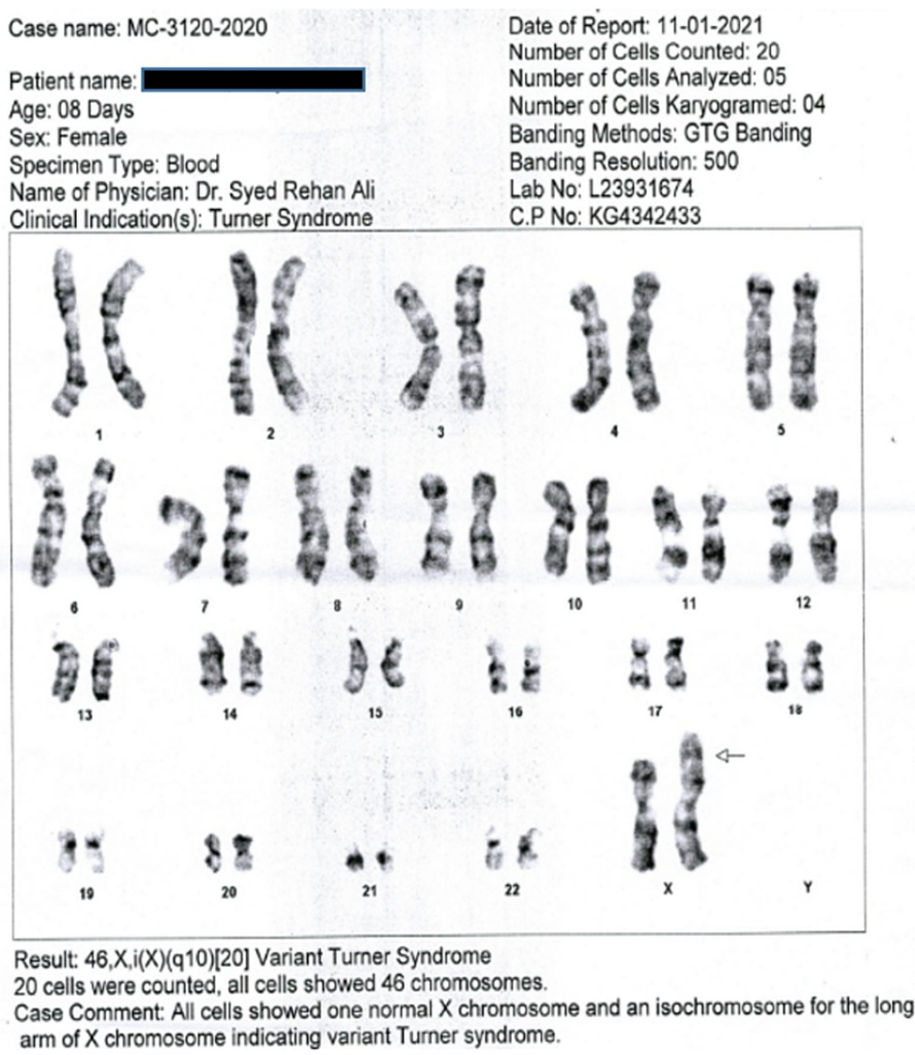 Case name: MC-3120-2020
Patient name:
Age: 08 Days
Sex: Female
Specimen Type: Blood
Name of Physician: Dr. Syed Rehan Ali
Clinical Indication(s): Turner Syndrome
Date of Report: 11-01-2021
Number of Cells Counted: 20
Number of Cells Analyzed: 05
Number of Cells Karyogramed: 04
Banding Methods: GTG Banding
Banding Resolution: 500
Lab No: L23931674
C.P No: KG4342433
1 2 3 4 5
6 7 8 9 10 11 12
13 14 15 16 17 18
19 20 21 22 X Y
Result: 46,X,i(X)(q10)[20] Variant Turner Syndrome
20 cells were counted, all cells showed 46 chromosomes.
Case Comment: All cells showed one normal X chromosome and an isochromosome for the long
arm of X chromosome indicating variant Turner syndrome.